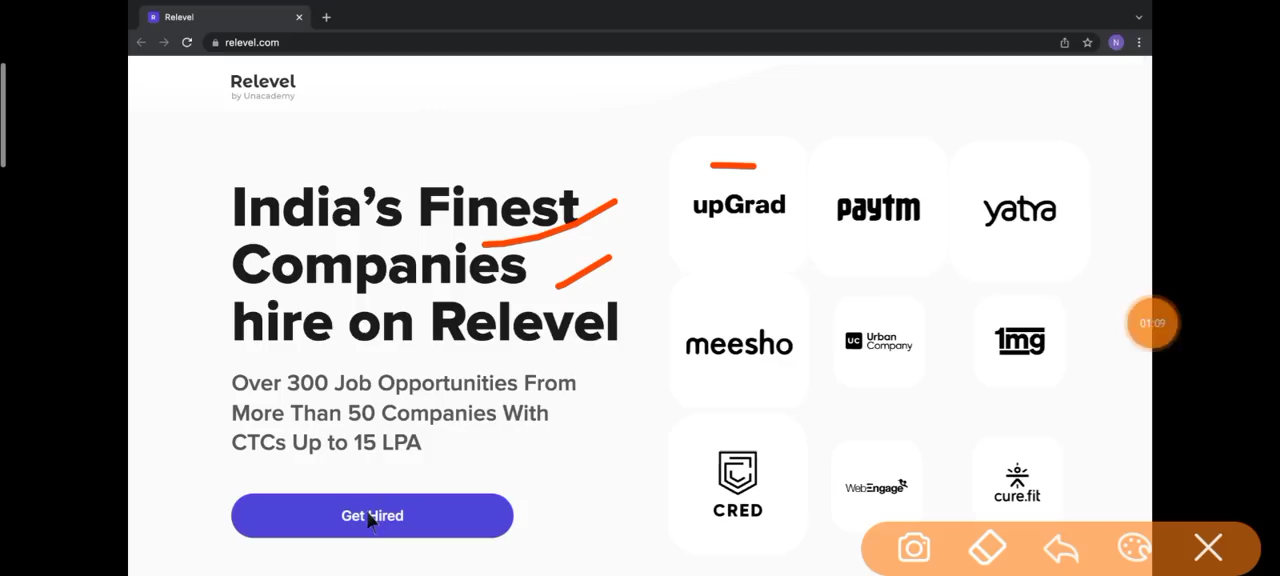 Relevel
relevel.com
N
Relevel
by Unacademy
India's Finest
Companies
hire on Relevel
Over 300 Job Opportunities From
More Than 50 Companies With
CTCs Up to 15 LPA
Get Hired
upGrad
paytm
yatra
meesho
UC Urban Company
1mg
CRED
WebEngage
cure.fit
01:09